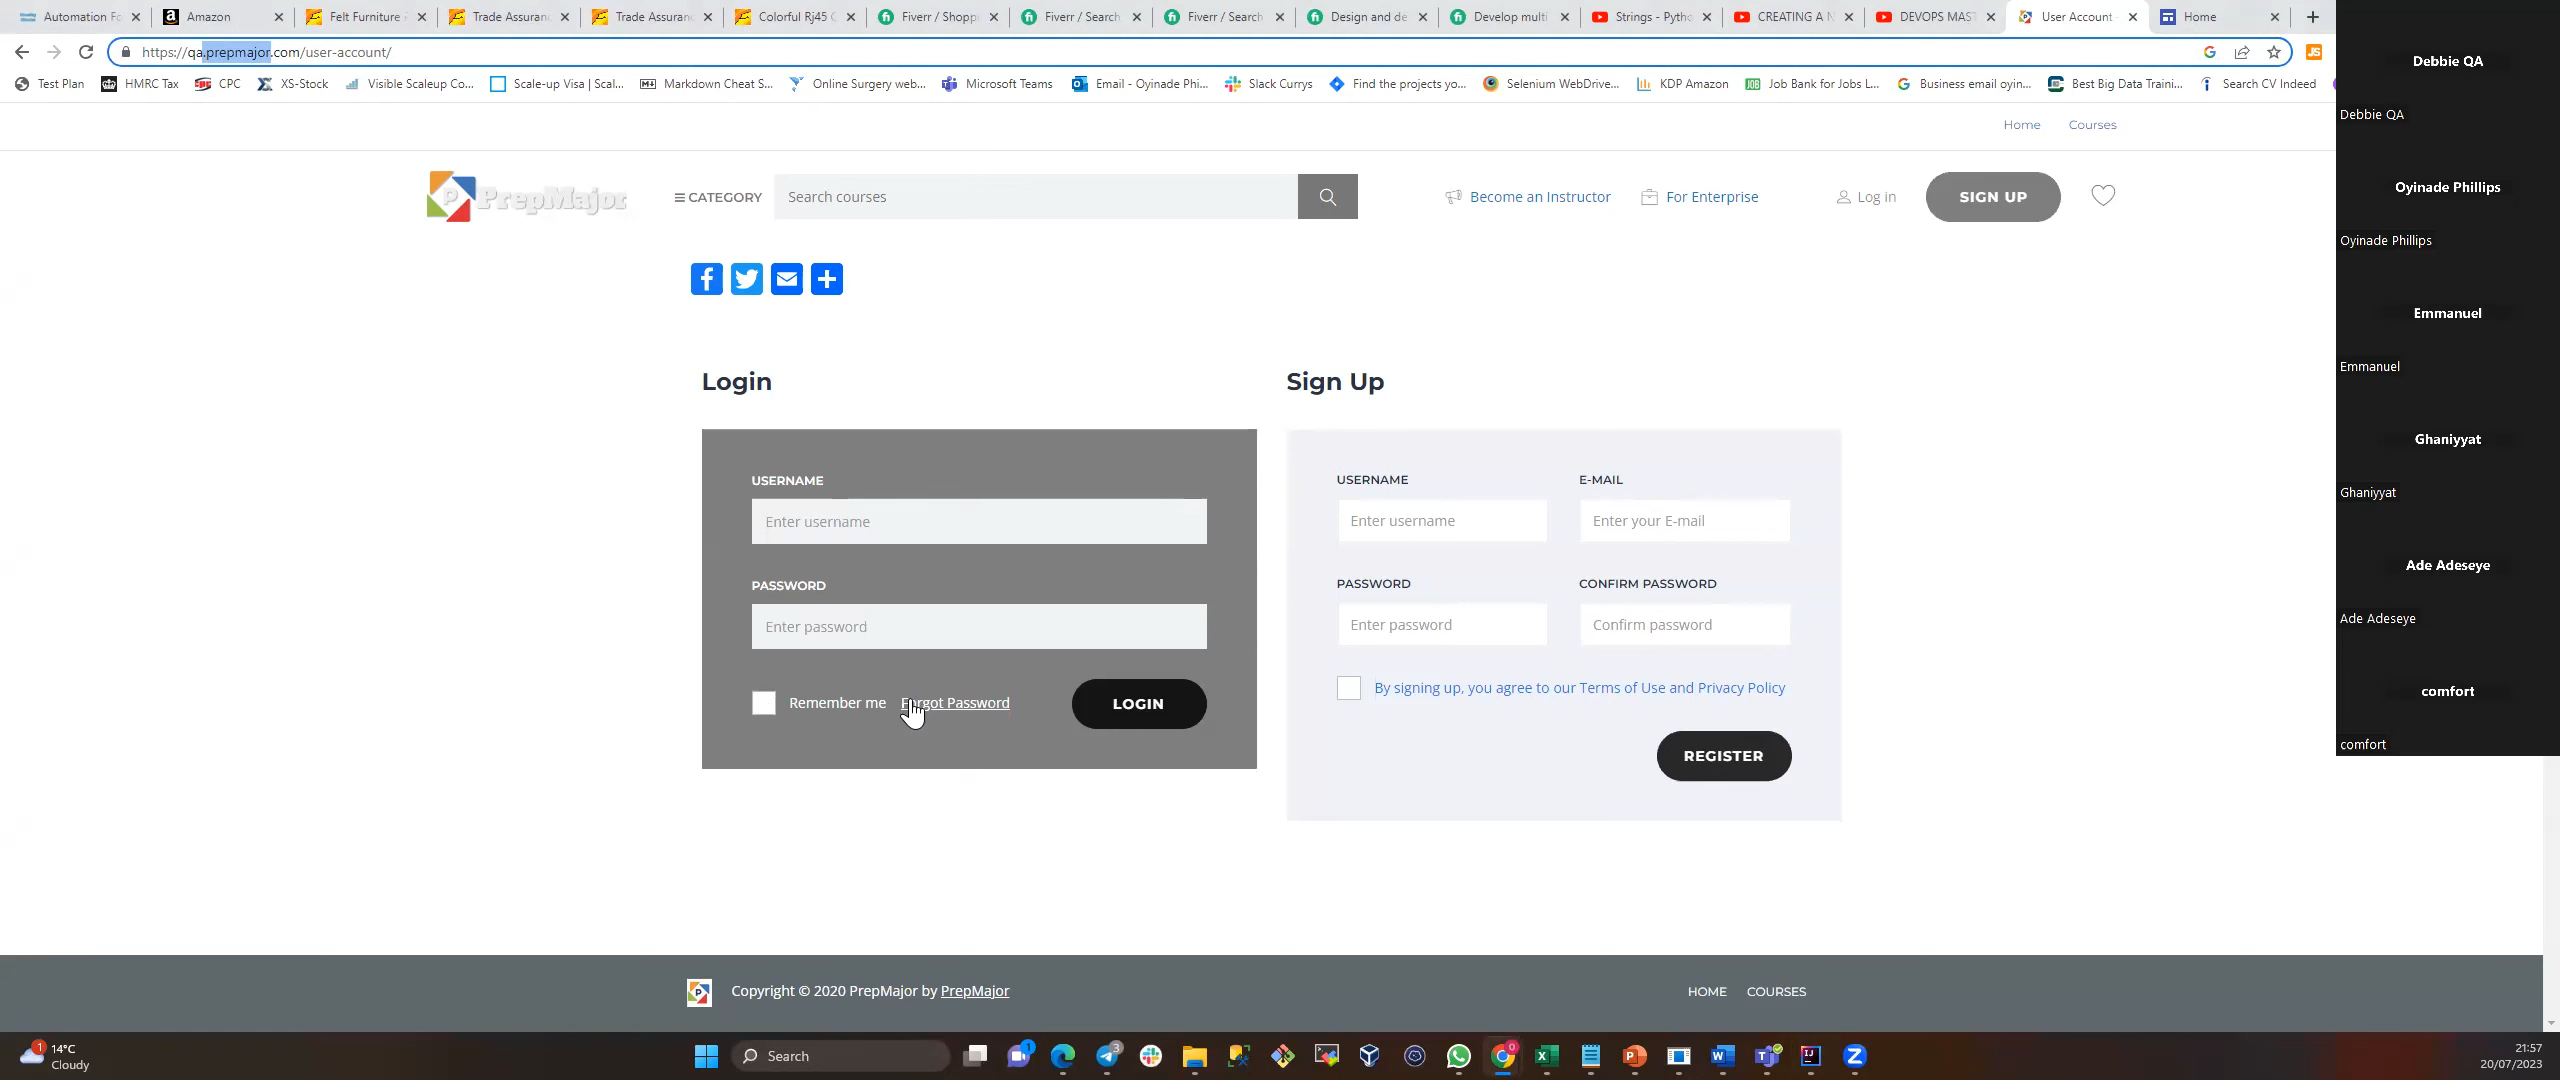 Automation Fo
Amazon
Felt Furniture
Trade Assuranc
Trade Assuranc
Colorful Rj45 C
Fiverr / Shopp
Fiverr / Search
Fiverr / Search
Design and de
Develop multi
Strings - Pytho
CREATING A N
DEVOPS MAST
User Account -
Home
https://qa.prepmajor.com/user-account/
Test Plan
HMRC Tax
CPC
XS-Stock
Visible Scaleup Co...
Scale-up Visa | Scal...
Markdown Cheat S...
Online Surgery web...
Microsoft Teams
Email - Oyinade Phi...
Slack Currys
Find the projects yo...
Selenium WebDrive...
KDP Amazon
Job Bank for Jobs L...
Business email oyin...
Best Big Data Traini...
Search CV Indeed
Home
Courses
PrepMajor
CATEGORY
Search courses
Become an Instructor
For Enterprise
Log in
SIGN UP
Login
USERNAME
Enter username
PASSWORD
Enter password
Remember me
Forgot Password
LOGIN
Sign Up
USERNAME
E-MAIL
Enter username
Enter your E-mail
PASSWORD
CONFIRM PASSWORD
Enter password
Confirm password
By signing up, you agree to our Terms of Use and Privacy Policy
REGISTER
Copyright © 2020 PrepMajor by PrepMajor
HOME
COURSES
Debbie QA
Debbie QA
Oyinade Phillips
Oyinade Phillips
Emmanuel
Emmanuel
Ghaniyyat
Ghaniyyat
Ade Adeseye
Ade Adeseye
comfort
comfort
1
14°C
Cloudy
Search
1
3
21:57
20/07/2023